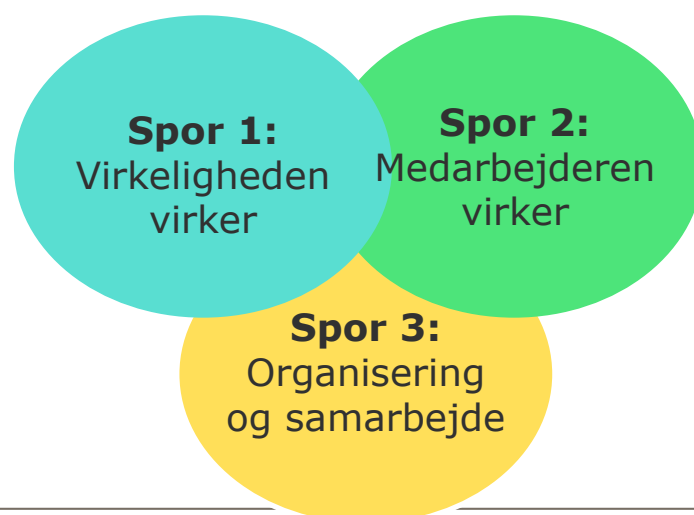 Spor 1:
Virkeligheden
virker
Spor 2:
Medarbejderen
virker
Spor 3:
Organisering
og samarbejde